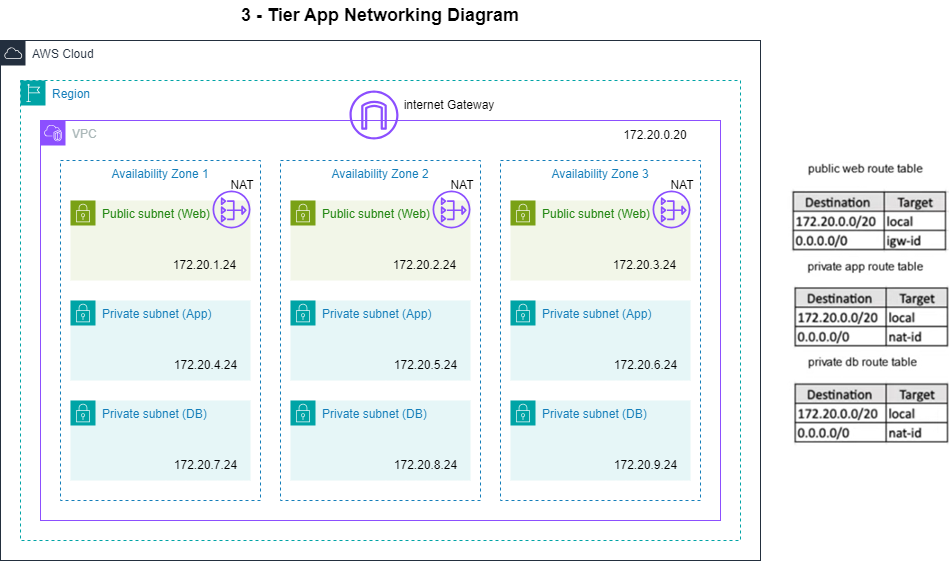 3 - Tier App Networking Diagram
AWS Cloud
Region
internet Gateway
VPC
172.20.0.20
Availability Zone 1
NAT
Public subnet (Web)
172.20.1.24
Private subnet (App)
172.20.4.24
Private subnet (DB)
172.20.7.24
Availability Zone 2
NAT
Public subnet (Web)
172.20.2.24
Private subnet (App)
172.20.5.24
Private subnet (DB)
172.20.8.24
Availability Zone 3
NAT
Public subnet (Web)
172.20.3.24
Private subnet (App)
172.20.6.24
Private subnet (DB)
172.20.9.24
public web route table
Destination Target
172.20.0.0/20 local
0.0.0.0/0 igw-id
private app route table
Destination Target
172.20.0.0/20 local
0.0.0.0/0 nat-id
private db route table
Destination Target
172.20.0.0/20 local
0.0.0.0/0 nat-id